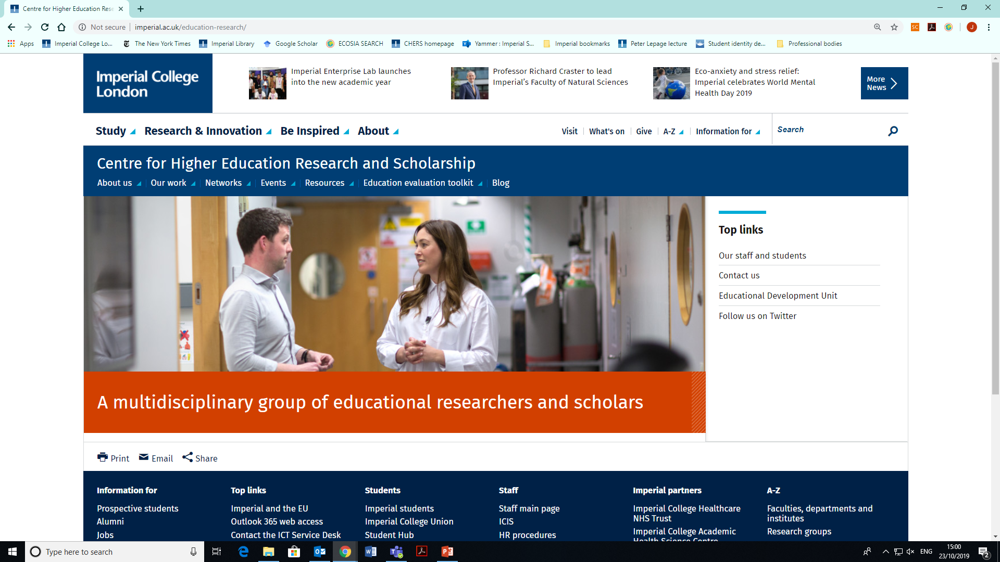 Centre for Higher Education Rese
Not secure
imperial.ac.uk/education-research/
SC
J
Apps
Imperial College Lo...
The New York Times
Imperial Library
Google Scholar
ECOSIA SEARCH
CHERS homepage
Yammer : Imperial S...
Imperial bookmarks
Peter Lepage lecture
Student identity de...
Professional bodies
Imperial College
London
Imperial Enterprise Lab launches
into the new academic year
Professor Richard Craster to lead
Imperial's Faculty of Natural Sciences
Eco-anxiety and stress relief:
Imperial celebrates World Mental
Health Day 2019
More
News
Study
Research & Innovation
Be Inspired
About
Visit
What's on
Give
A-Z
Information for
Search
Centre for Higher Education Research and Scholarship
About us
Our work
Networks
Events
Resources
Education evaluation toolkit
Blog
Top links
Our staff and students
Contact us
Educational Development Unit
Follow us on Twitter
A multidisciplinary group of educational researchers and scholars
Print
Email
Share
Information for
Prospective students
Alumni
Jobs
Top links
Imperial and the EU
Outlook 365 web access
Contact the ICT Service Desk
Students
Imperial students
Imperial College Union
Student Hub
Staff
Staff main page
ICIS
HR procedures
Imperial partners
Imperial College Healthcare
NHS Trust
Imperial College Academic
Health Science Centre
A-Z
Faculties, departments and
institutes
Research groups
Type here to search
ENG
15:00
23/10/2019
2